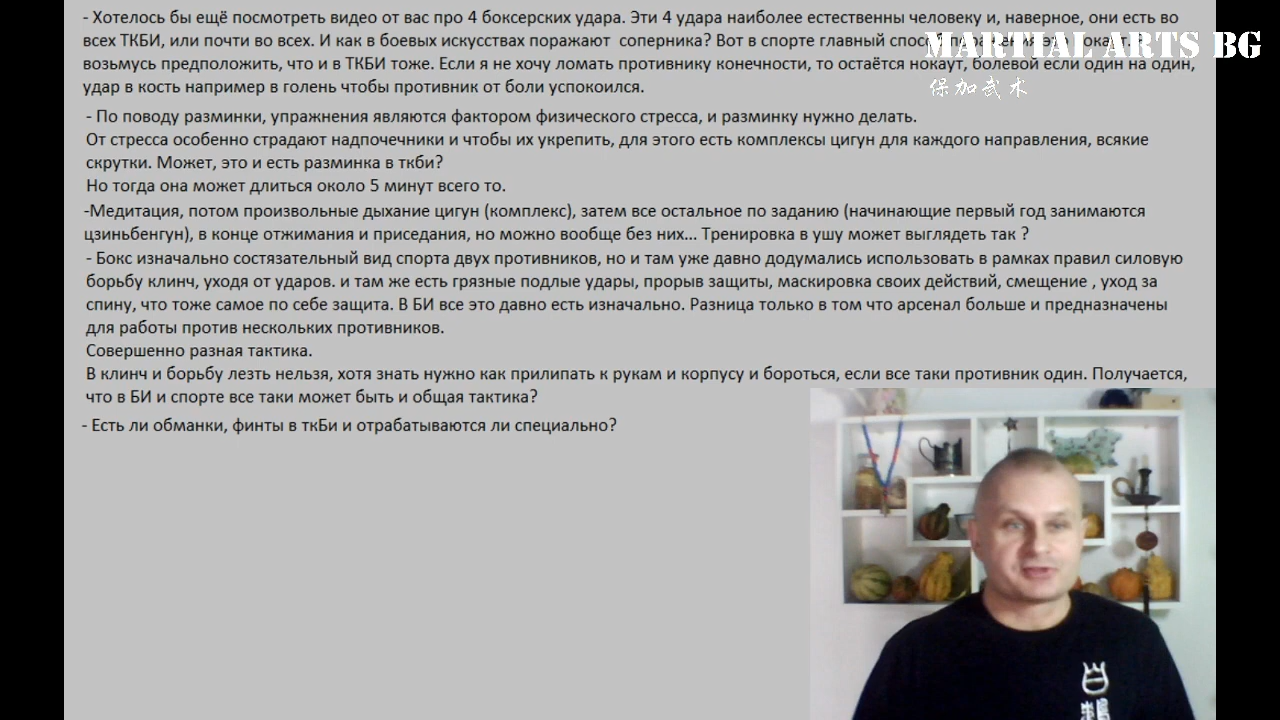 - Хотелось бы ещё посмотреть видео от вас про 4 боксерских удара. Эти 4 удара наиболее естественны человеку и, наверное, они есть во
всех ТКБИ, или почти во всех. И как в боевых искусствах поражают соперника? Вот в спорте главный
возьмусь предположить, что и в ТКБИ тоже. Если я не хочу ломать противнику конечности, то остаётся нокаут, болевой если один на один,
удар в кость например в голень чтобы противник от боли успокоился.
MARTIAL ARTS BG
保加武术
- По поводу разминки, упражнения являются фактором физического стресса, и разминку нужно делать.
От стресса особенно страдают надпочечники и чтобы их укрепить, для этого есть комплексы цигун для каждого направления, всякие
скрутки. Может, это и есть разминка в ткби?
Но тогда она может длиться около 5 минут всего то.
-Медитация, потом произвольные дыхание цигун (комплекс), затем все остальное по заданию (начинающие первый год занимаются
цзиньбенгун), в конце отжимания и приседания, но можно вообще без них... Тренировка в ушу может выглядеть так ?
- Бокс изначально состязательный вид спорта двух противников, но и там уже давно додумались использовать в рамках правил силовую
борьбу клинч, уходя от ударов. и там же есть грязные подлые удары, прорыв защиты, маскировка своих действий, смещение , уход за
спину, что тоже самое по себе защита. В БИ все это давно есть изначально. Разница только в том что арсенал больше и предназначены
для работы против нескольких противников.
Совершенно разная тактика.
В клинч и борьбу лезть нельзя, хотя знать нужно как прилипать к рукам и корпусу и бороться, если все таки противник один. Получается,
что в БИ и спорте все таки может быть и общая тактика?
- Есть ли обманки, финты в ткБи и отрабатываются ли специально?